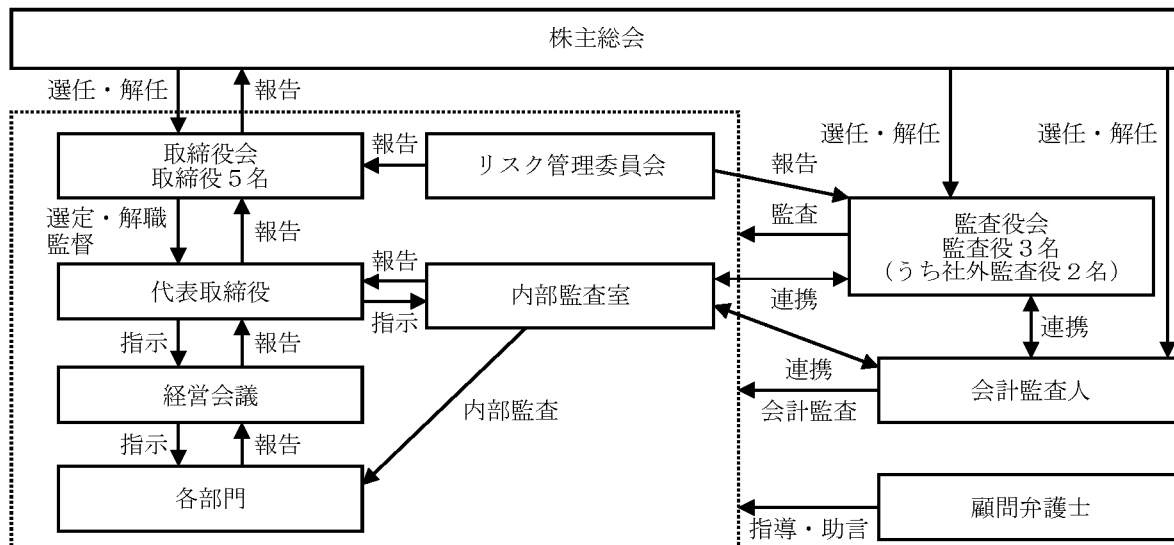 株主総会
選任・解任
報告
選任・解任
選任・解任
取締役会
取締役５名
報告
リスク管理委員会
報告
選定・解職
監督
報告
監査
監査役会
監査役３名
（うち社外監査役２名）
代表取締役
報告
指示
内部監査室
連携
連携
指示
報告
経営会議
内部監査
連携
会計監査
会計監査人
指示
報告
各部門
指導・助言
顧問弁護士